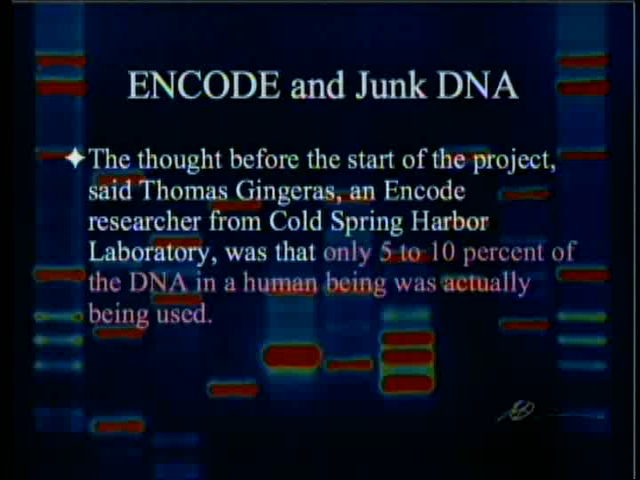 ENCODE and Junk DNA
The thought before the start of the project,
said Thomas Gingeras, an Encode
researcher from Cold Spring Harbor
Laboratory, was that only 5 to 10 percent of
the DNA in a human being was actually
being used.